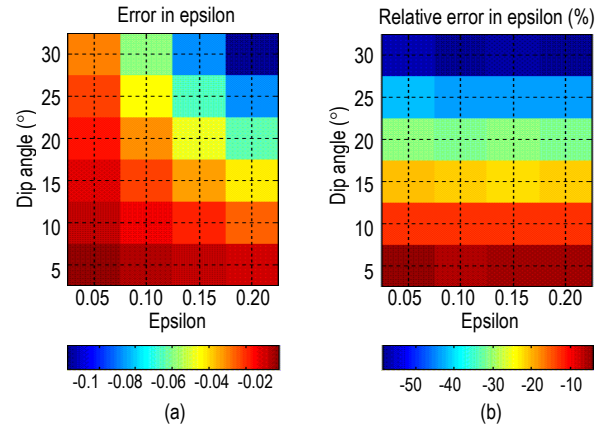 Error in epsilon
Dip angle (°)
30
25
20
15
10
5
0.05 0.10 0.15 0.20
Epsilon
-0.1 -0.08 -0.06 -0.04 -0.02
(a)
Relative error in epsilon (%)
Dip angle (°)
30
25
20
15
10
5
0.05 0.10 0.15 0.20
Epsilon
-50 -40 -30 -20 -10
(b)